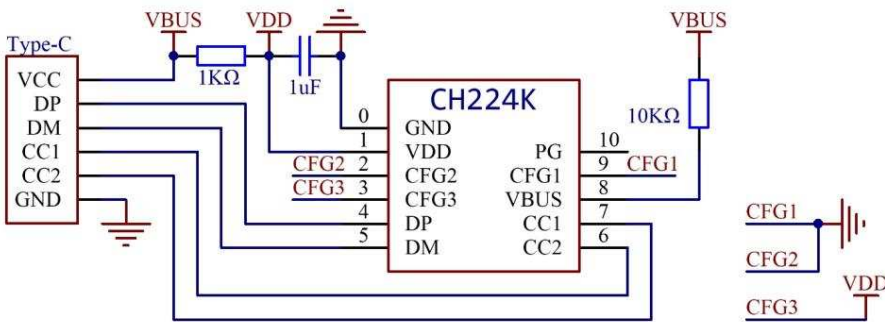 VBUS
VDD
VBUS
Type-C
1KΩ
1uF
VCC
DP
DM
CC1
CC2
GND
CH224K
10KΩ
0
GND
1
VDD
CFG2
2
CFG2
CFG3
3
CFG3
4
DP
5
DM
PG
10
CFG1
9
CFG1
VBUS
8
CC1
7
CC2
6
CFG1
CFG2
VDD
CFG3